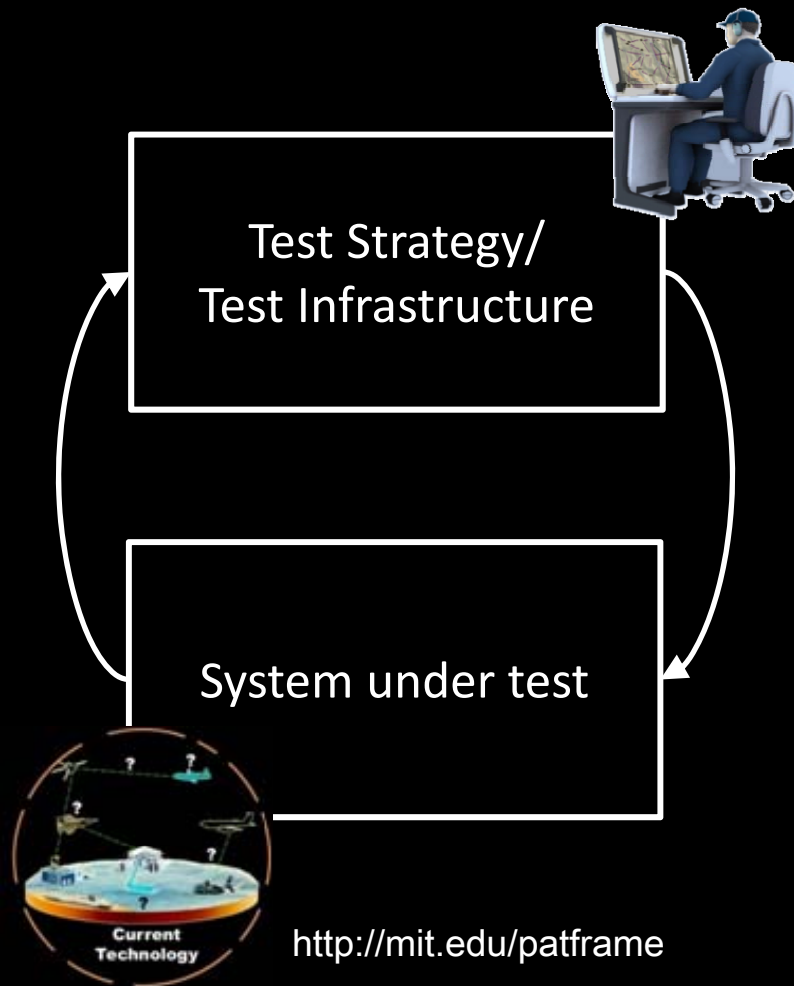 Test Strategy/
Test Infrastructure
System under test
?
?
?
?
?
Current
Technology
http://mit.edu/patframe